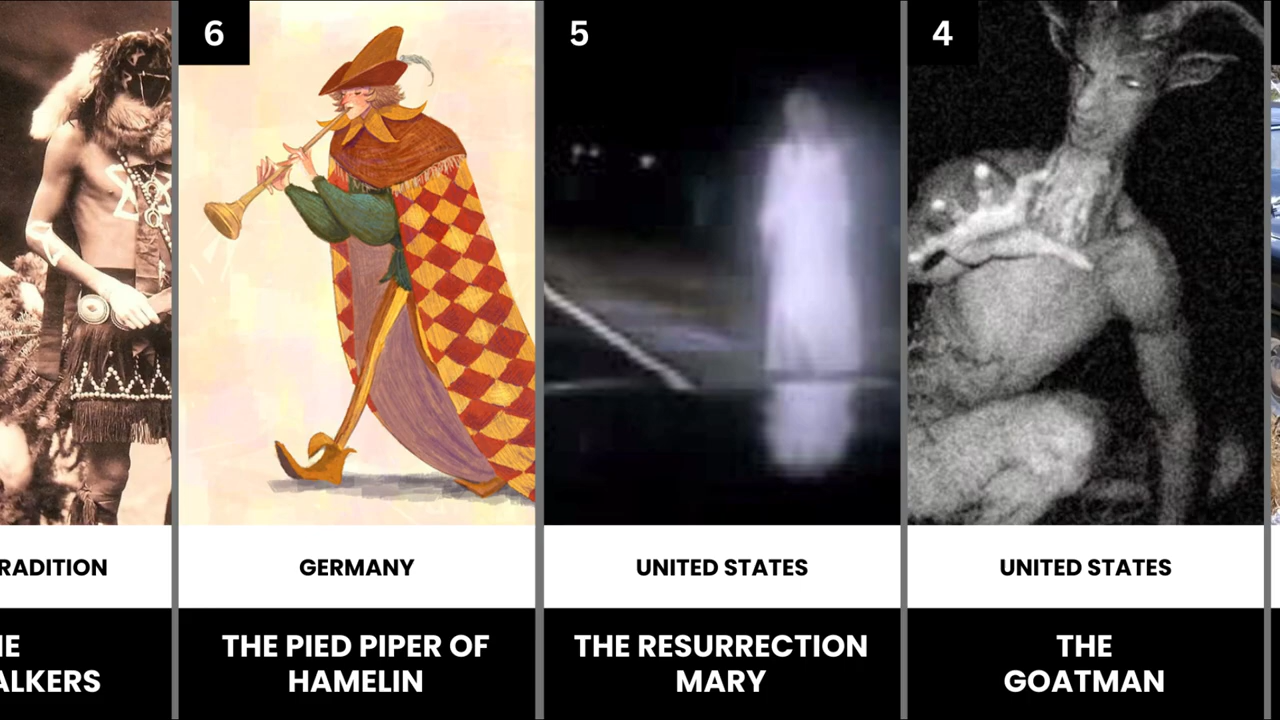 RADITION
ALKERS
6
GERMANY
THE PIED PIPER OF
HAMELIN
5
UNITED STATES
THE RESURRECTION
MARY
4
UNITED STATES
THE
GOATMAN